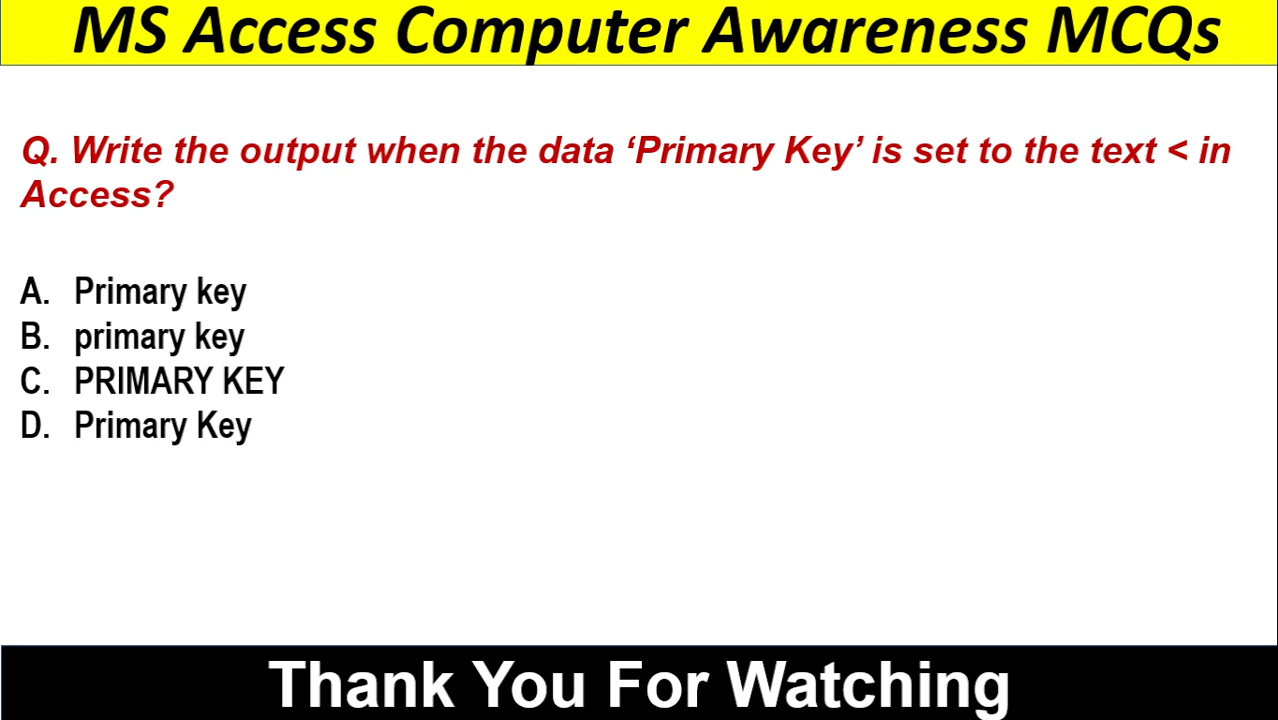 MS Access Computer Awareness MCQs
Q. Write the output when the data ‘Primary Key’ is set to the text < in
Access?
A. Primary key
B. primary key
C. PRIMARY KEY
D. Primary Key
Thank You For Watching